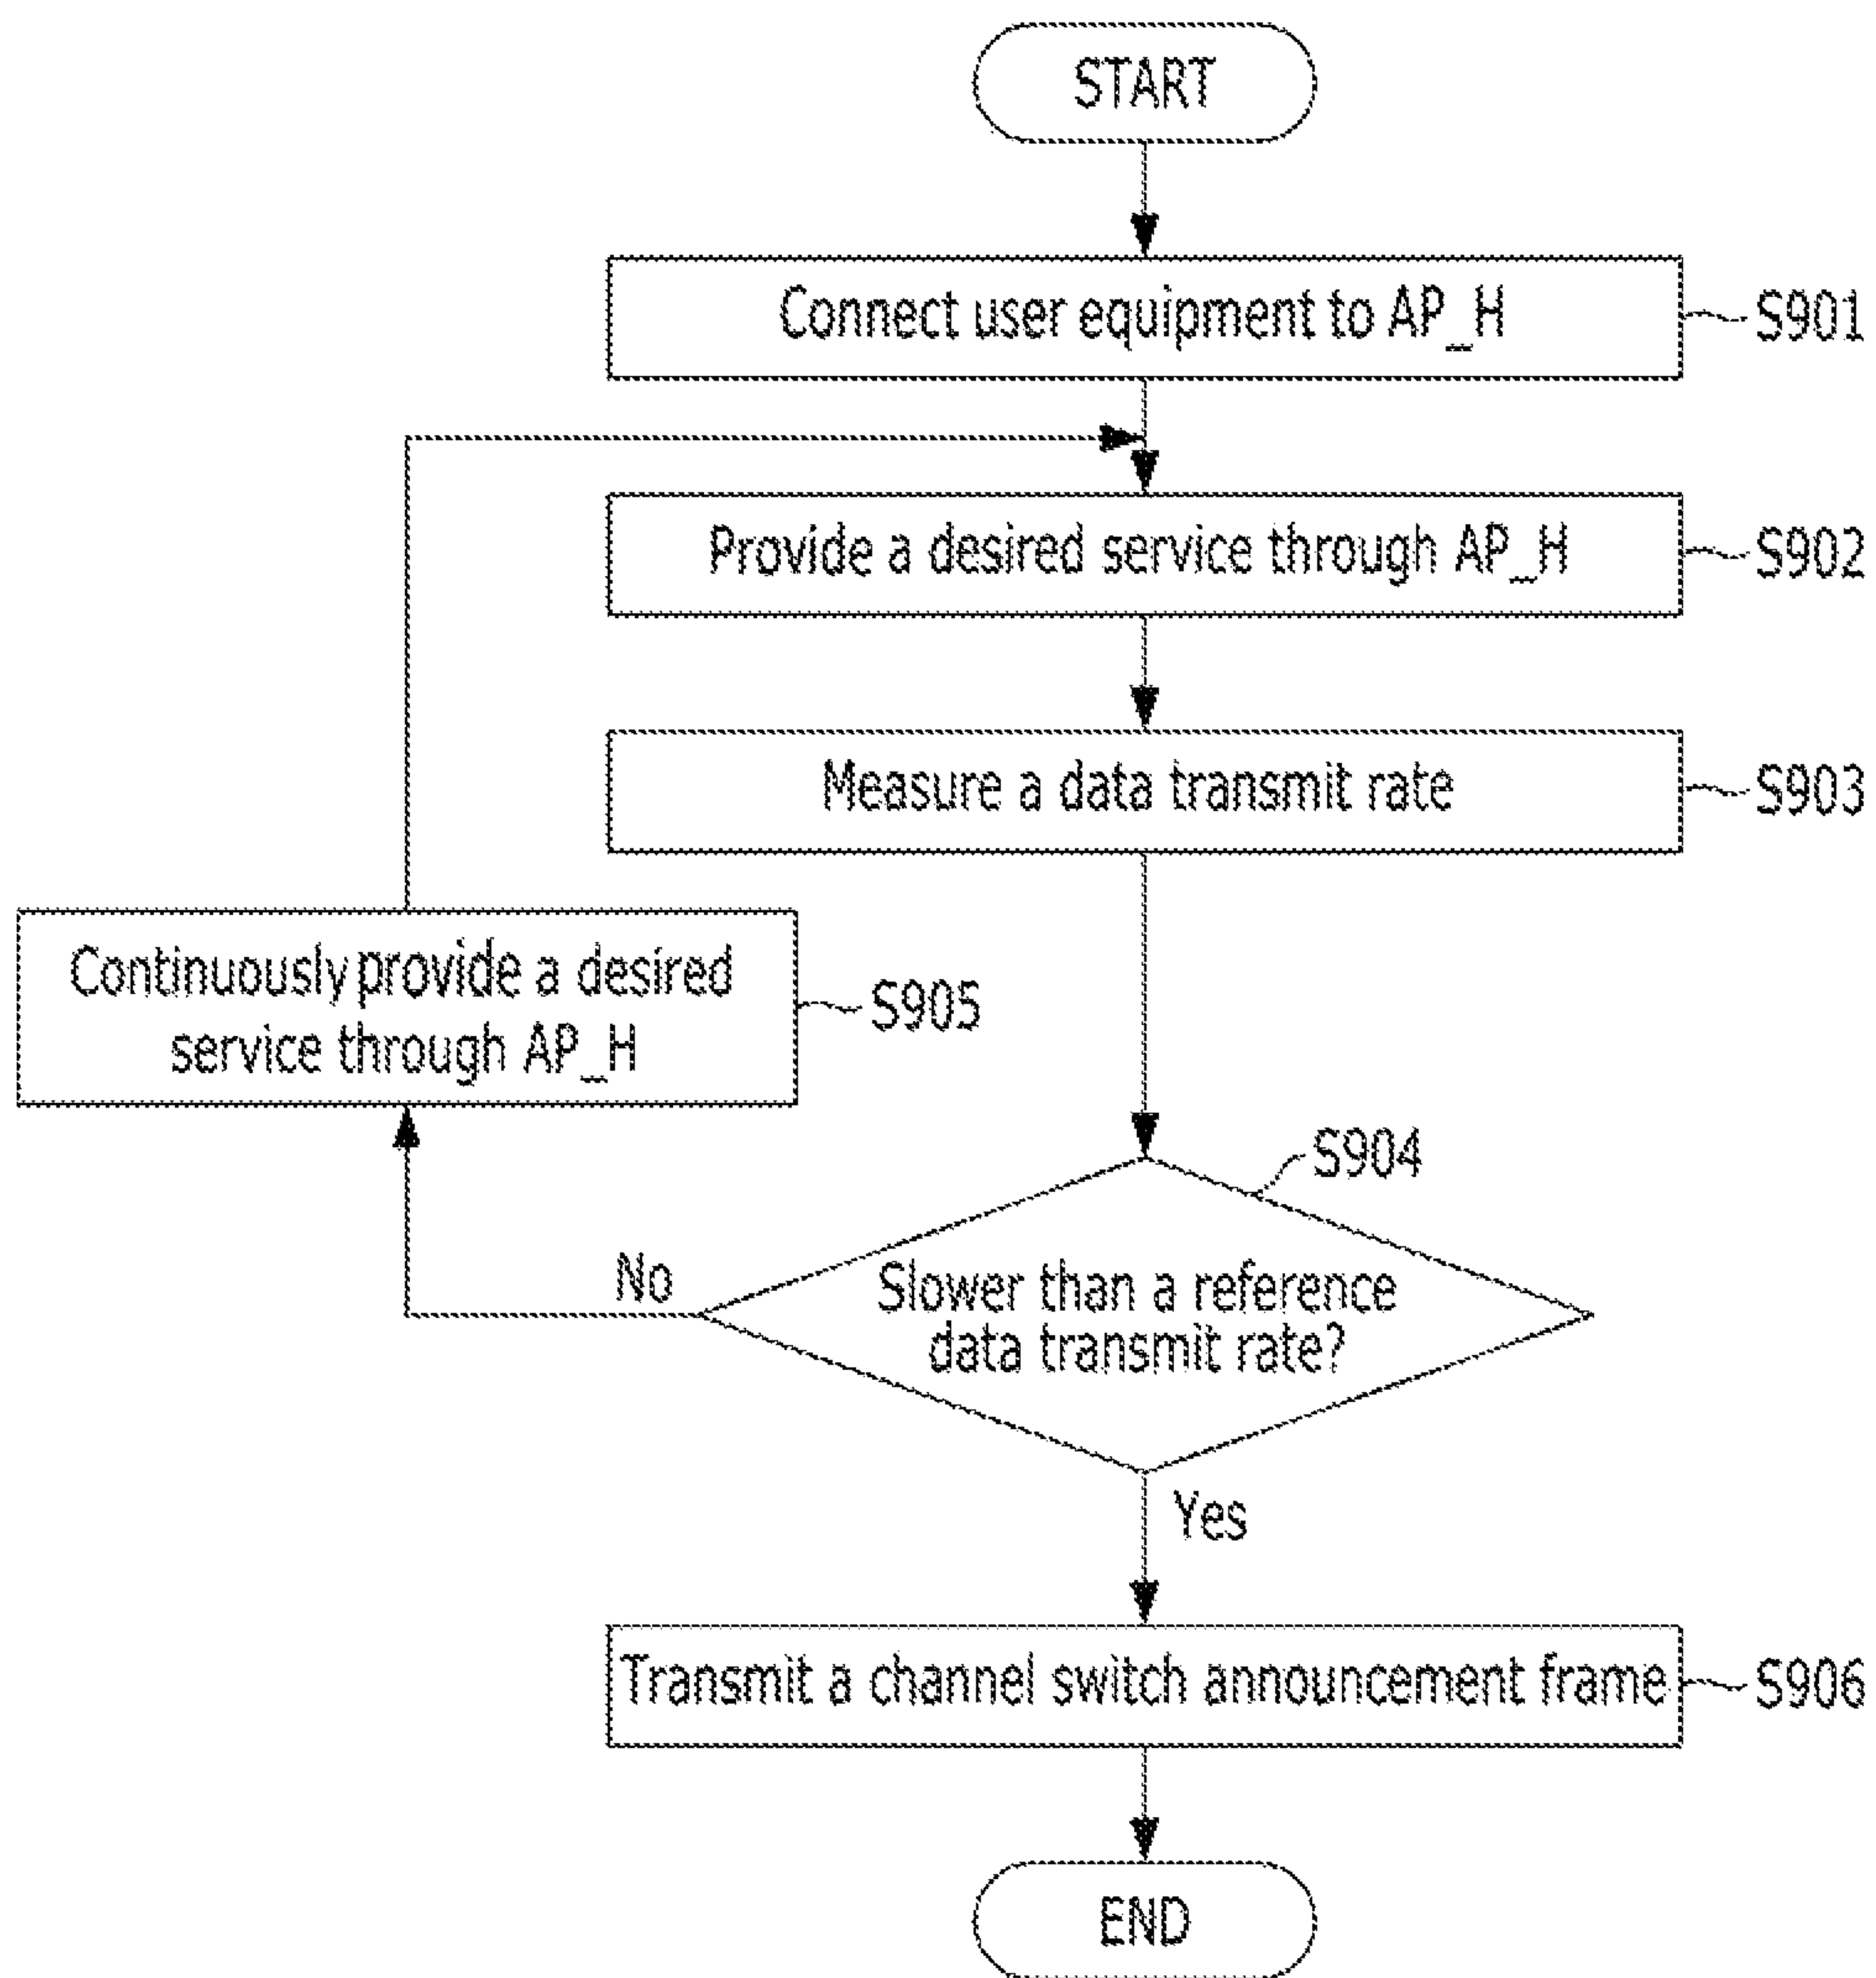 START
Connect user equipment to AP_H
S901
Provide a desired service through AP_H
S902
Measure a data transmit rate
S903
Continuously provide a desired
service through AP_H
S905
S904
No
Slower than a reference
data transmit rate?
Yes
Transmit a channel switch announcement frame
S906
END